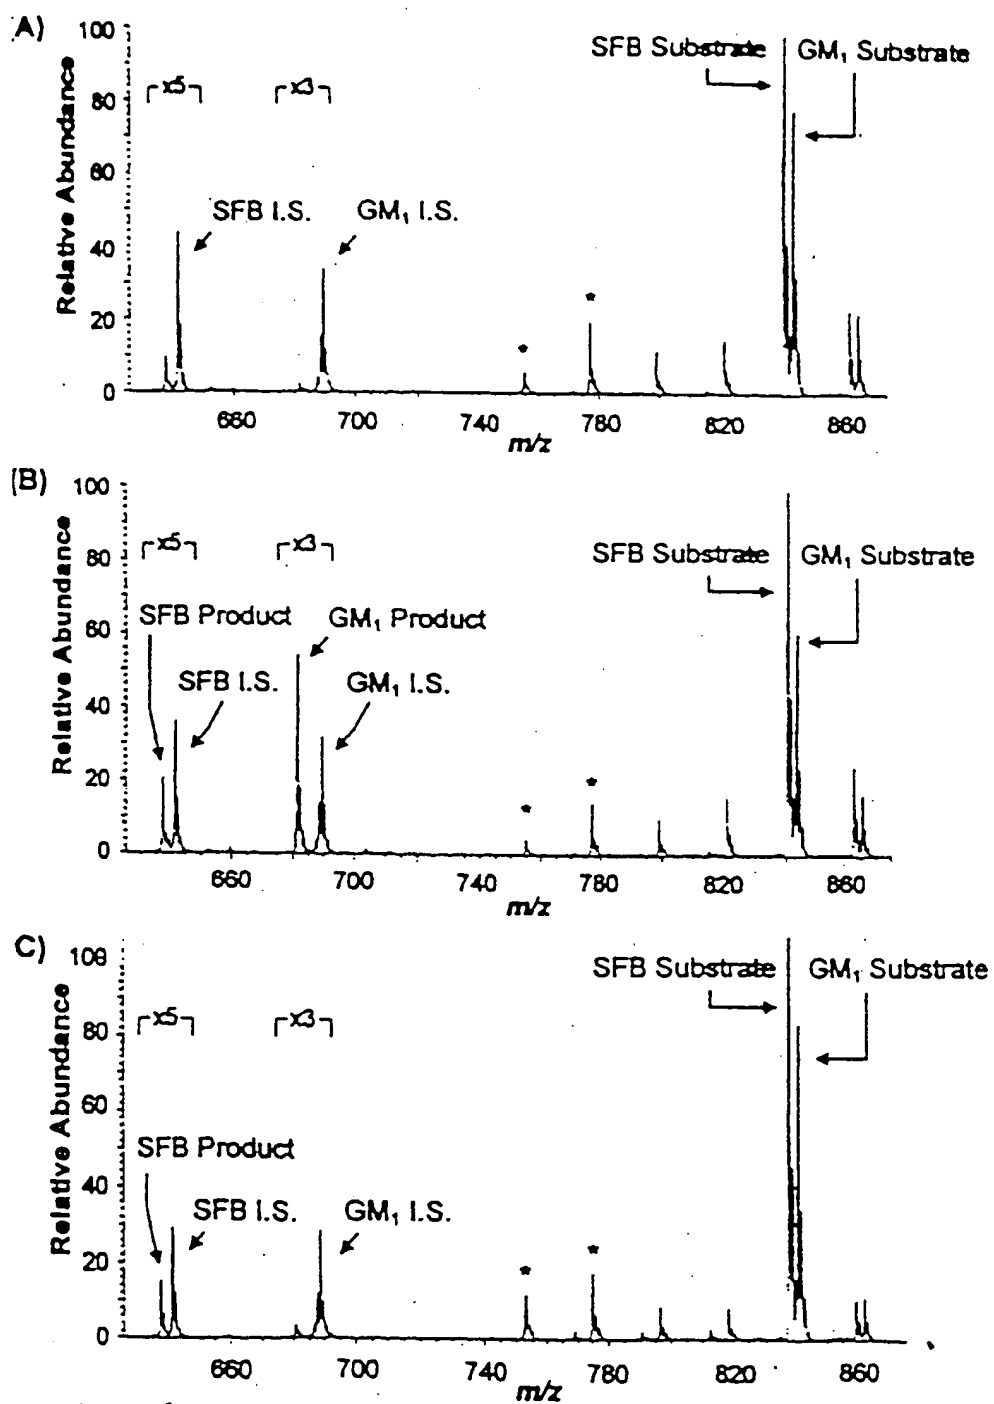 A)
Relative Abundance
100
80
60
40
20
0
x5
x3
SFB I.S.
GM₁ I.S.
*
*
SFB Substrate
GM₁ Substrate
660 700 740 780 820 860
m/z
(B)
Relative Abundance
100
80
60
40
20
0
x5
x3
SFB Product
SFB I.S.
GM₁ Product
GM₁ I.S.
*
*
SFB Substrate
GM₁ Substrate
660 700 740 780 820 860
m/z
C)
Relative Abundance
100
80
60
40
20
0
x5
x3
SFB Product
SFB I.S.
GM₁ I.S.
*
*
SFB Substrate
GM₁ Substrate
660 700 740 780 820 860
m/z